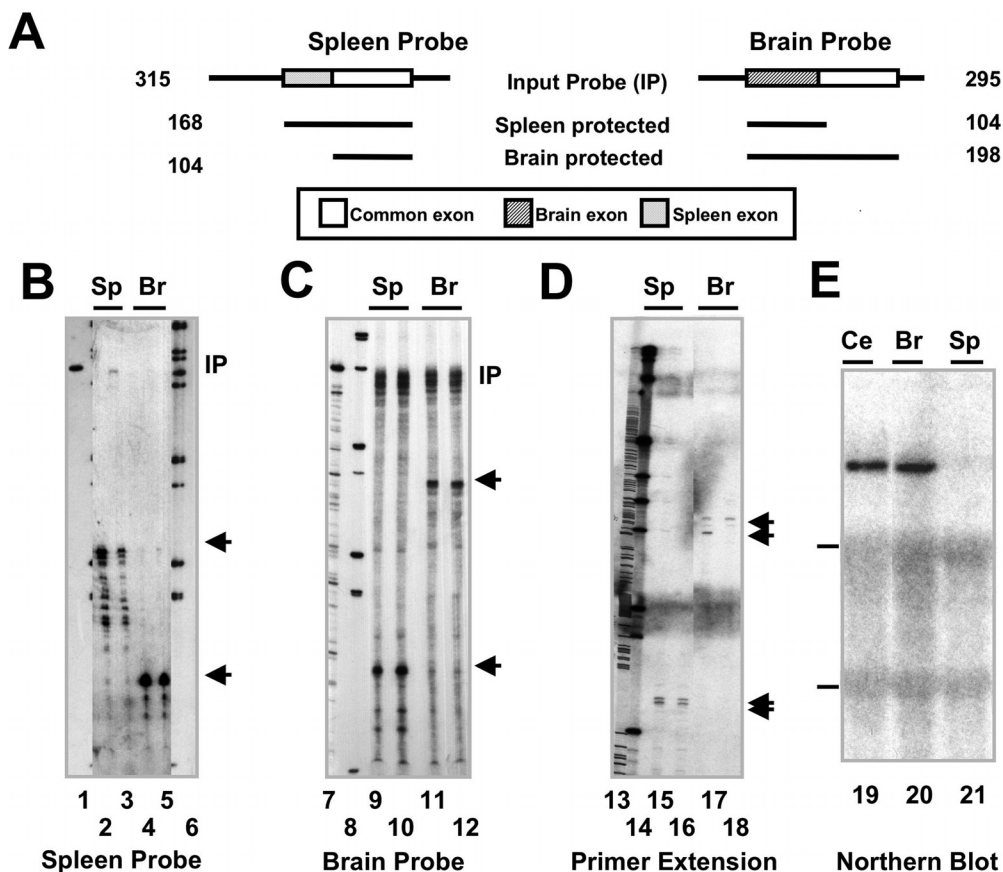 A
Spleen Probe
Brain Probe
315
Input Probe (IP)
295
168
Spleen protected
104
104
Brain protected
198
Common exon
Brain exon
Spleen exon
B
Sp Br
IP
C
Sp Br
IP
D
Sp Br
E
Ce Br Sp
1 3 5
2 4 6
Spleen Probe
7 9 11
8 10 12
Brain Probe
13 15 17
14 16 18
Primer Extension
19 20 21
Northern Blot